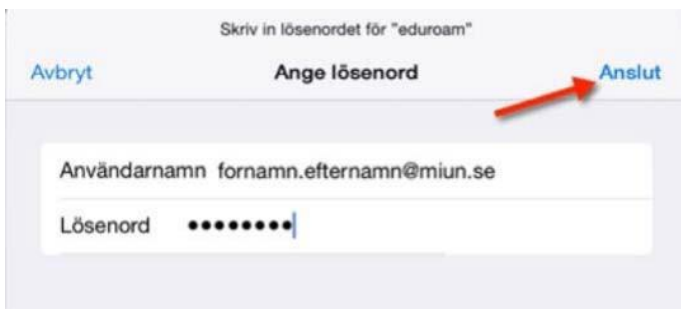 Skriv in lösenordet för "eduroam"
Avbryt Ange lösenord Anslut
Användarnamn fornamn.efternamn@miun.se
Lösenord ••••••••